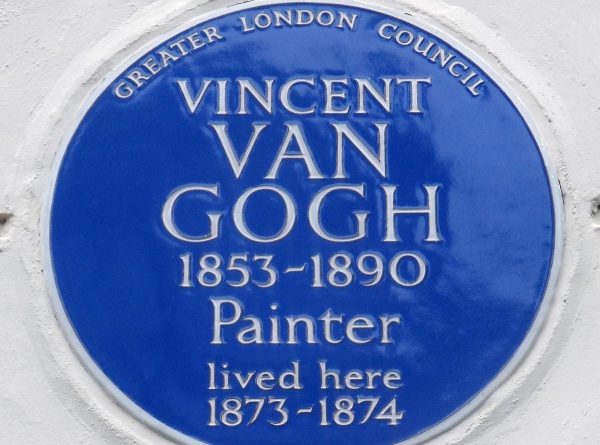 GREATER LONDON COUNCIL
VINCENT
VAN
GOGH
1853-1890
Painter
lived here
1873-1874